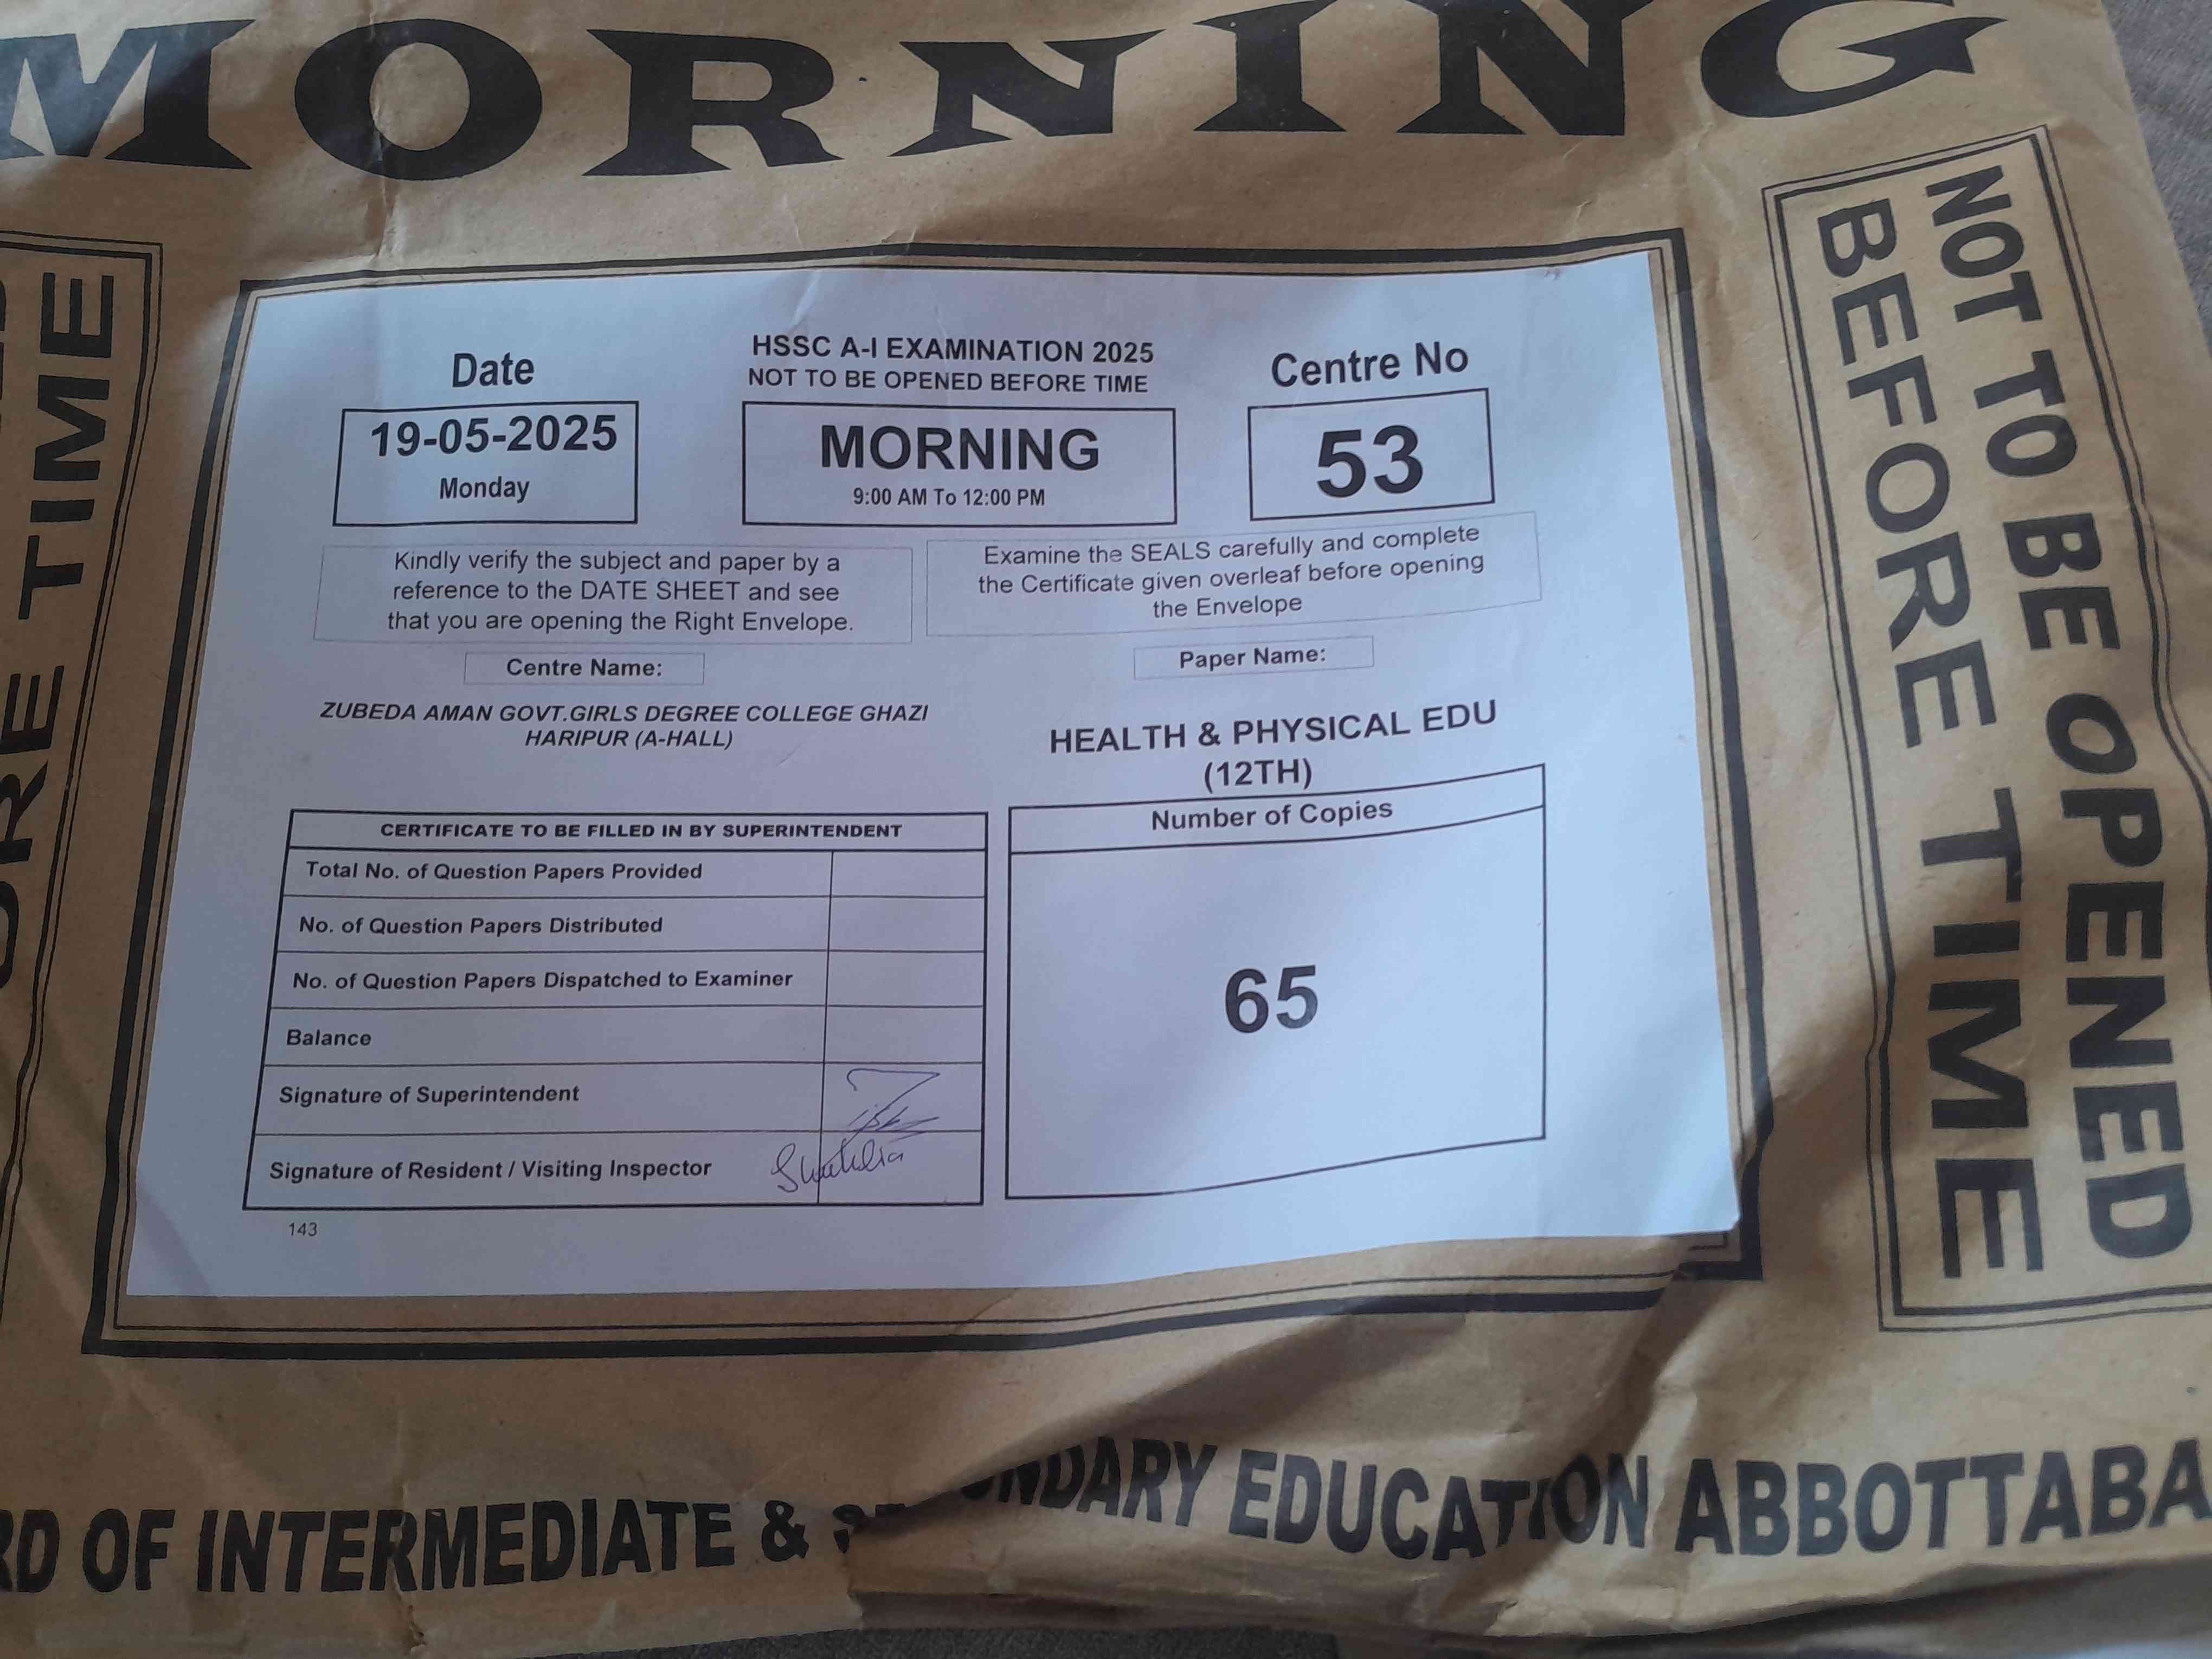 MORNING
TIME
NOT TO BE OPENED
BEFORE TIME
Date
19-05-2025
Monday
HSSC A-I EXAMINATION 2025
NOT TO BE OPENED BEFORE TIME
MORNING
9:00 AM To 12:00 PM
Centre No
53
Kindly verify the subject and paper by a
reference to the DATE SHEET and see
that you are opening the Right Envelope.
Examine the SEALS carefully and complete
the Certificate given overleaf before opening
the Envelope
Centre Name:
ZUBEDA AMAN GOVT.GIRLS DEGREE COLLEGE GHAZI
HARIPUR (A-HALL)
Paper Name:
HEALTH & PHYSICAL EDU
(12TH)
CERTIFICATE TO BE FILLED IN BY SUPERINTENDENT
Total No. of Question Papers Provided
No. of Question Papers Distributed
No. of Question Papers Dispatched to Examiner
Balance
Signature of Superintendent
Signature of Resident / Visiting Inspector
Number of Copies
65
143
OF INTERMEDIATE & EDUCATION ABBOTTABA